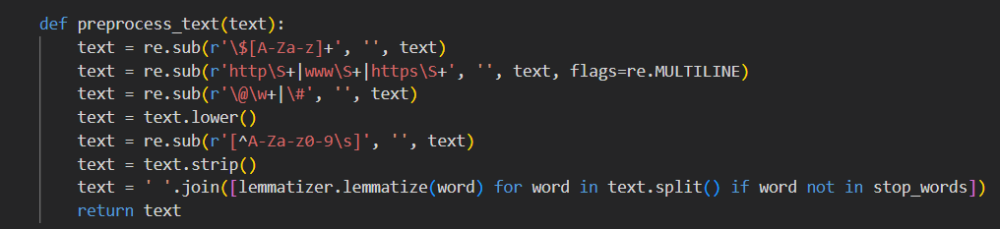 def preprocess_text(text):
    text = re.sub(r'\$[A-Za-z]+', '', text)
    text = re.sub(r'http\S+|www\S+|https\S+', '', text, flags=re.MULTILINE)
    text = re.sub(r'\@\w+|\#', '', text)
    text = text.lower()
    text = re.sub(r'[^A-Za-z0-9\s]', '', text)
    text = text.strip()
    text = ' '.join([lemmatizer.lemmatize(word) for word in text.split() if word not in stop_words])
    return text